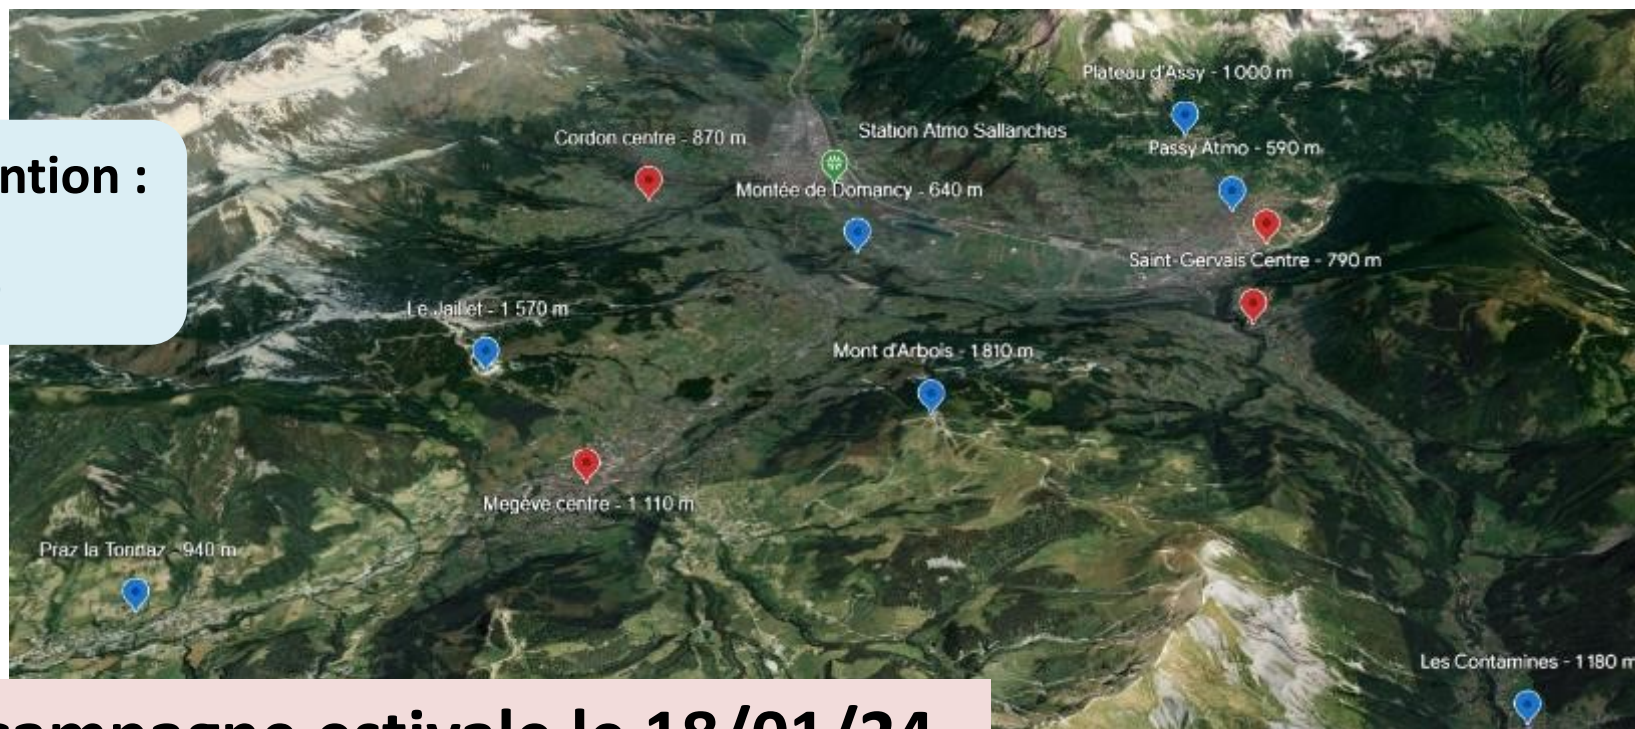 Plateau d'Assy - 1 000 m
Station Atmo Sallanches
Cordon centre - 870 m
Passy Atmo - 590 m
ntion :
Montée de Domancy - 640 m
Saint-Gervais Centre - 790 m
Le Jaillet - 1 570 m
Mont d'Arbois - 1 810 m
Megève centre - 1 110 m
Praz la Tonnaz - 940 m
Les Contamines - 1 180 m
campagne estivale le 18/01/24